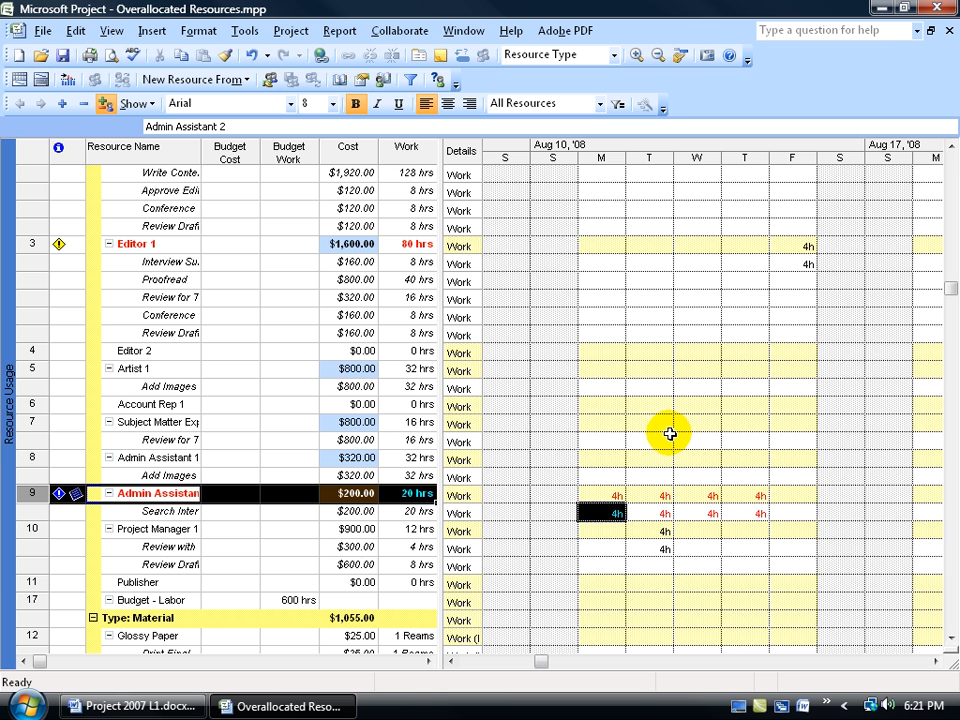 Microsoft Project - Overallocated Resources.mpp
File Edit View Insert Format Tools Project Report Collaborate Window Help Adobe PDF Type a question for help
Resource Type
New Resource From
Show Arial 8 B I U All Resources
Admin Assistant 2
Resource Name Budget Cost Budget Work Cost Work Details Aug 10, '08 Aug 17, '08
S S M T W T F S S M
Write Conte. $1,920.00 128 hrs Work
Approve Edi $120.00 8 hrs Work
Conference $120.00 8 hrs Work
Review Draf $120.00 8 hrs Work
3 Editor 1 $1,600.00 80 hrs Work 4h
Interview Su. $160.00 8 hrs Work 4h
Proofread $800.00 40 hrs Work
Review for 7 $320.00 16 hrs Work
Conference $160.00 8 hrs Work
Review Draf $160.00 8 hrs Work
4 Editor 2 $0.00 0 hrs Work
5 Artist 1 $800.00 32 hrs Work
Add Images $800.00 32 hrs Work
6 Account Rep 1 $0.00 0 hrs Work
7 Subject Matter Exp $800.00 16 hrs Work
Review for 7 $800.00 16 hrs Work
8 Admin Assistant 1 $320.00 32 hrs Work
Add Images $320.00 32 hrs Work
9 Admin Assistan $200.00 20 hrs Work 4h 4h 4h 4h
Search Inter $200.00 20 hrs Work 4h 4h 4h 4h
10 Project Manager 1 $900.00 12 hrs Work 4h
Review with $300.00 4 hrs Work 4h
Review Draf $600.00 8 hrs Work
11 Publisher $0.00 0 hrs Work
17 Budget - Labor 600 hrs Work
Type: Material $1,055.00 Work
12 Glossy Paper $25.00 1 Reams Work (
Resource Usage
Ready
Project 2007 L1.docx... Overallocated Reso... 6:21 PM